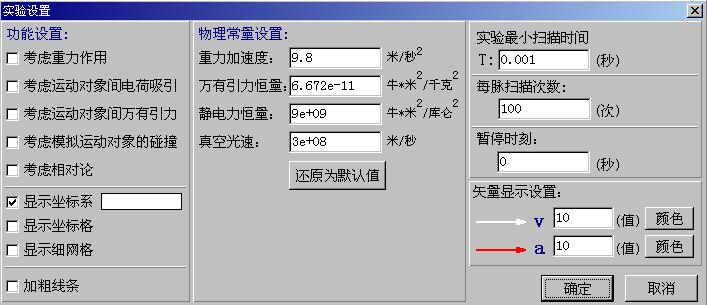 实验设置
功能设置:
考虑重力作用
考虑运动对象间电荷吸引
考虑运动对象间万有引力
考虑模拟运动对象的碰撞
考虑相对论
显示坐标系
显示坐标格
显示细网格
加粗线条
物理常量设置:
重力加速度: 9.8 米/秒2
万有引力恒量: 6.672e-11 牛*米2/千克2
静电力恒量: 9e+09 牛*米2/库仑2
真空光速: 3e+08 米/秒
还原为默认值
实验最小扫描时间
T: 0.001 (秒)
每脉扫描次数:
100 (次)
暂停时刻:
0 (秒)
矢量显示设置:
v 10 (值) 颜色
a 10 (值) 颜色
确定 取消